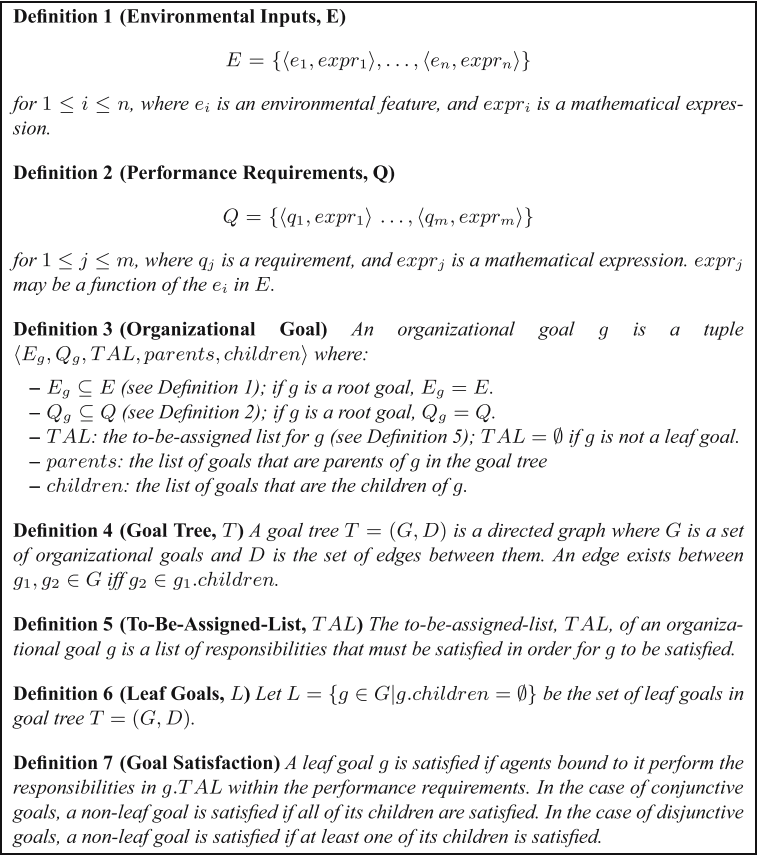 Definition 1 (Environmental Inputs, E)
E = {⟨e₁, expr₁⟩, . . . , ⟨eₙ, exprₙ⟩}
for 1 ≤ i ≤ n, where eᵢ is an environmental feature, and exprᵢ is a mathematical expres-
sion.
Definition 2 (Performance Requirements, Q)
Q = {⟨q₁, expr₁⟩ . . . , ⟨qₘ, exprₘ⟩}
for 1 ≤ j ≤ m, where qⱼ is a requirement, and exprⱼ is a mathematical expression. exprⱼ
may be a function of the eᵢ in E.
Definition 3 (Organizational Goal) An organizational goal g is a tuple
⟨E_g, Q_g, TAL, parents, children⟩ where:
– E_g ⊆ E (see Definition 1); if g is a root goal, E_g = E.
– Q_g ⊆ Q (see Definition 2); if g is a root goal, Q_g = Q.
– TAL: the to-be-assigned list for g (see Definition 5); TAL = ∅ if g is not a leaf goal.
– parents: the list of goals that are parents of g in the goal tree
– children: the list of goals that are the children of g.
Definition 4 (Goal Tree, T) A goal tree T = (G, D) is a directed graph where G is a set
of organizational goals and D is the set of edges between them. An edge exists between
g₁, g₂ ∈ G iff g₂ ∈ g₁.children.
Definition 5 (To-Be-Assigned-List, TAL) The to-be-assigned-list, TAL, of an organiza-
tional goal g is a list of responsibilities that must be satisfied in order for g to be satisfied.
Definition 6 (Leaf Goals, L) Let L = {g ∈ G|g.children = ∅} be the set of leaf goals in
goal tree T = (G, D).
Definition 7 (Goal Satisfaction) A leaf goal g is satisfied if agents bound to it perform the
responsibilities in g.TAL within the performance requirements. In the case of conjunctive
goals, a non-leaf goal is satisfied if all of its children are satisfied. In the case of disjunctive
goals, a non-leaf goal is satisfied if at least one of its children is satisfied.